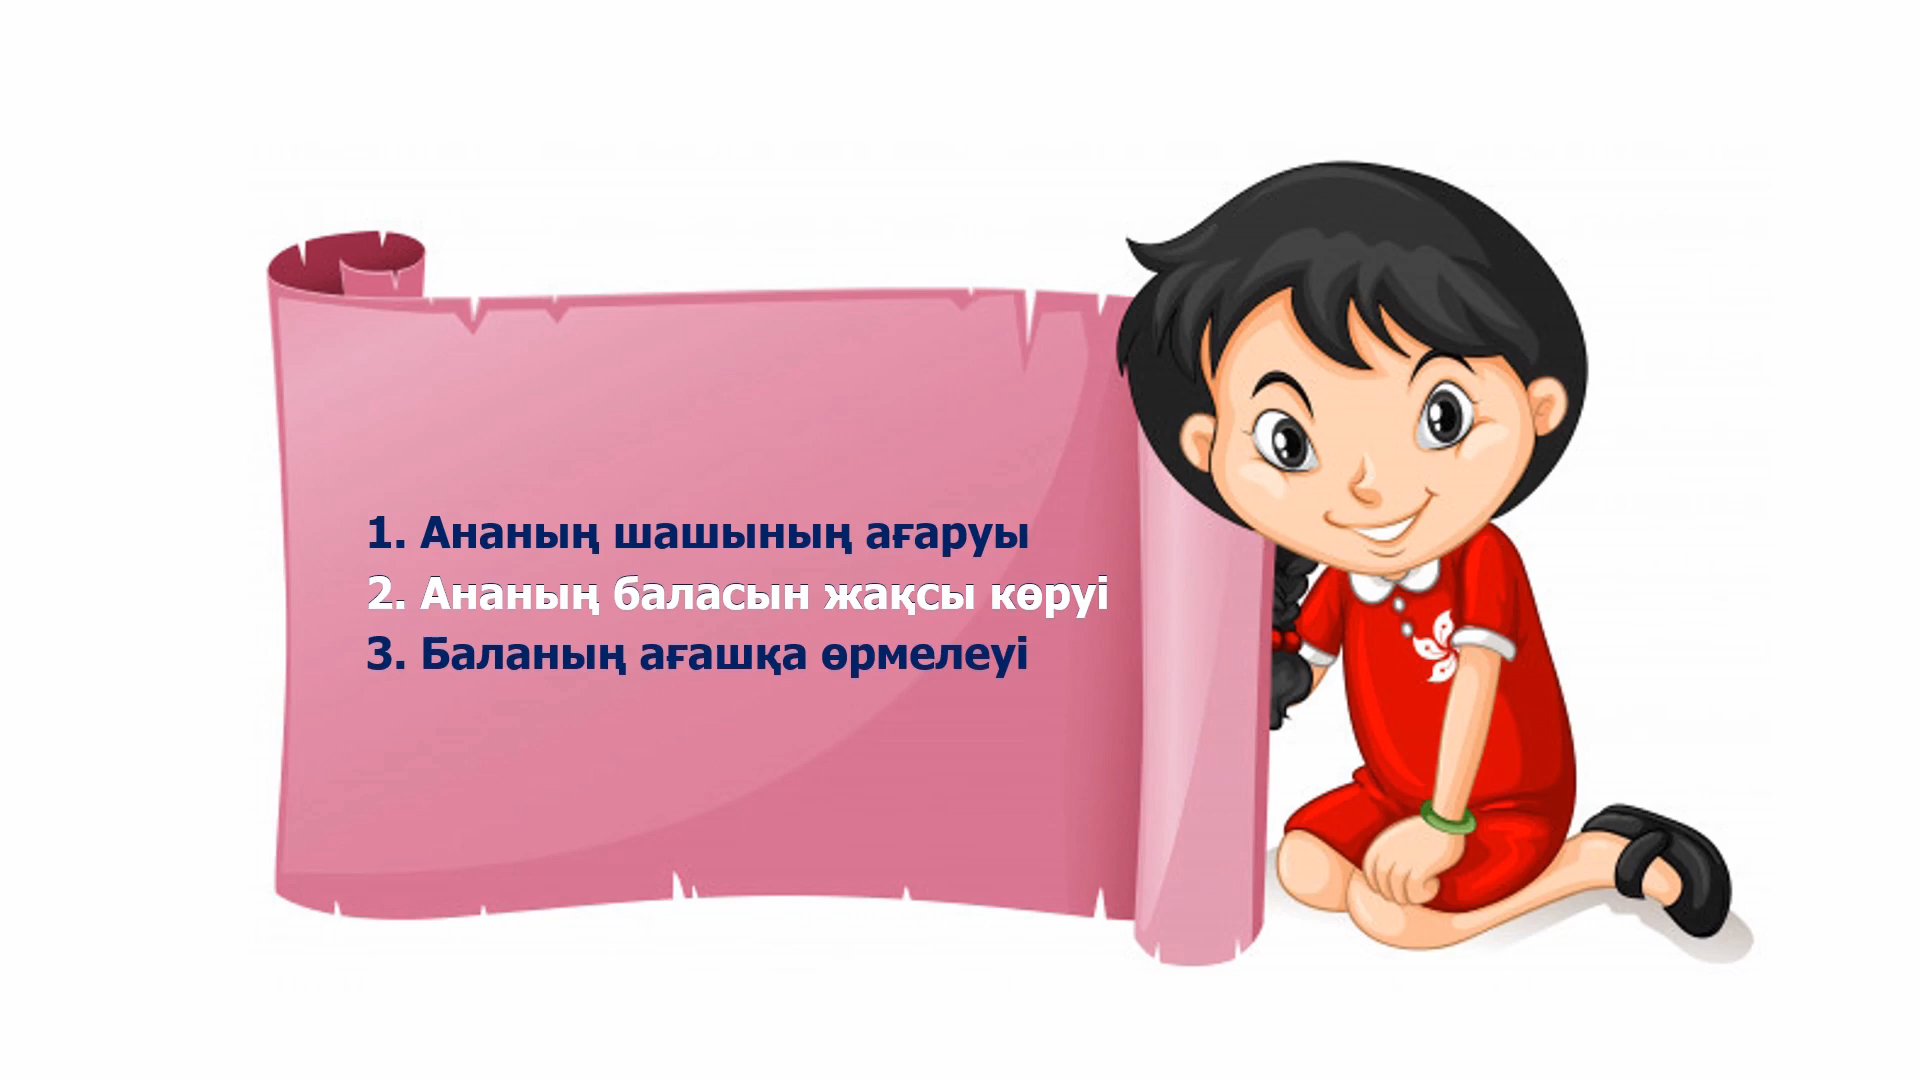 1. Ананың шашының ағаруы
2. Ананың баласын жақсы көруі
3. Баланың ағашқа өрмелеуі